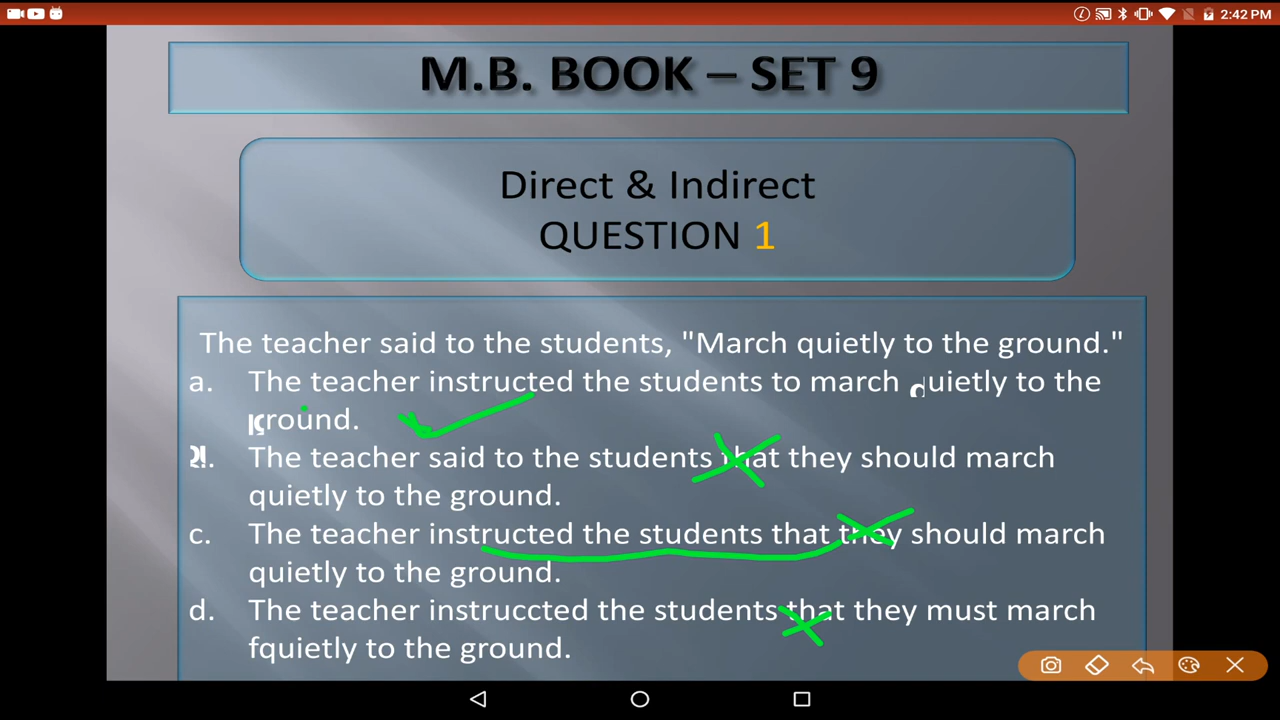 2:42 PM
M.B. BOOK – SET 9
Direct & Indirect
QUESTION 1
The teacher said to the students, "March quietly to the ground."
a. The teacher instructed the students to march quietly to the
ground.
The teacher said to the students that they should march
quietly to the ground.
c. The teacher instructed the students that they should march
quietly to the ground.
d. The teacher instruccted the students that they must march
fquietly to the ground.